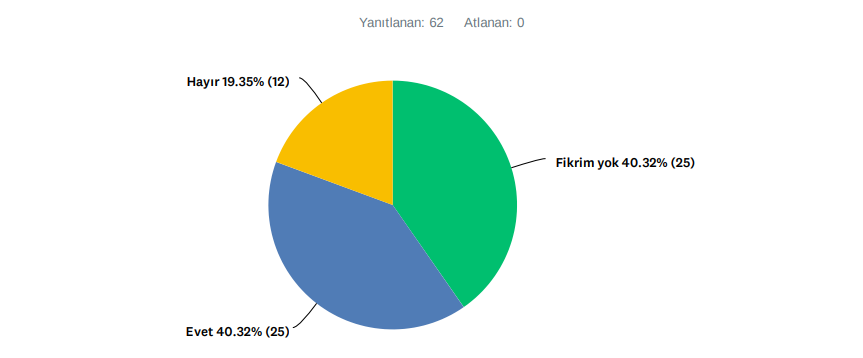 Yanıtlanan: 62 Atlanan: 0
Hayır 19.35% (12)
Fikrim yok 40.32% (25)
Evet 40.32% (25)